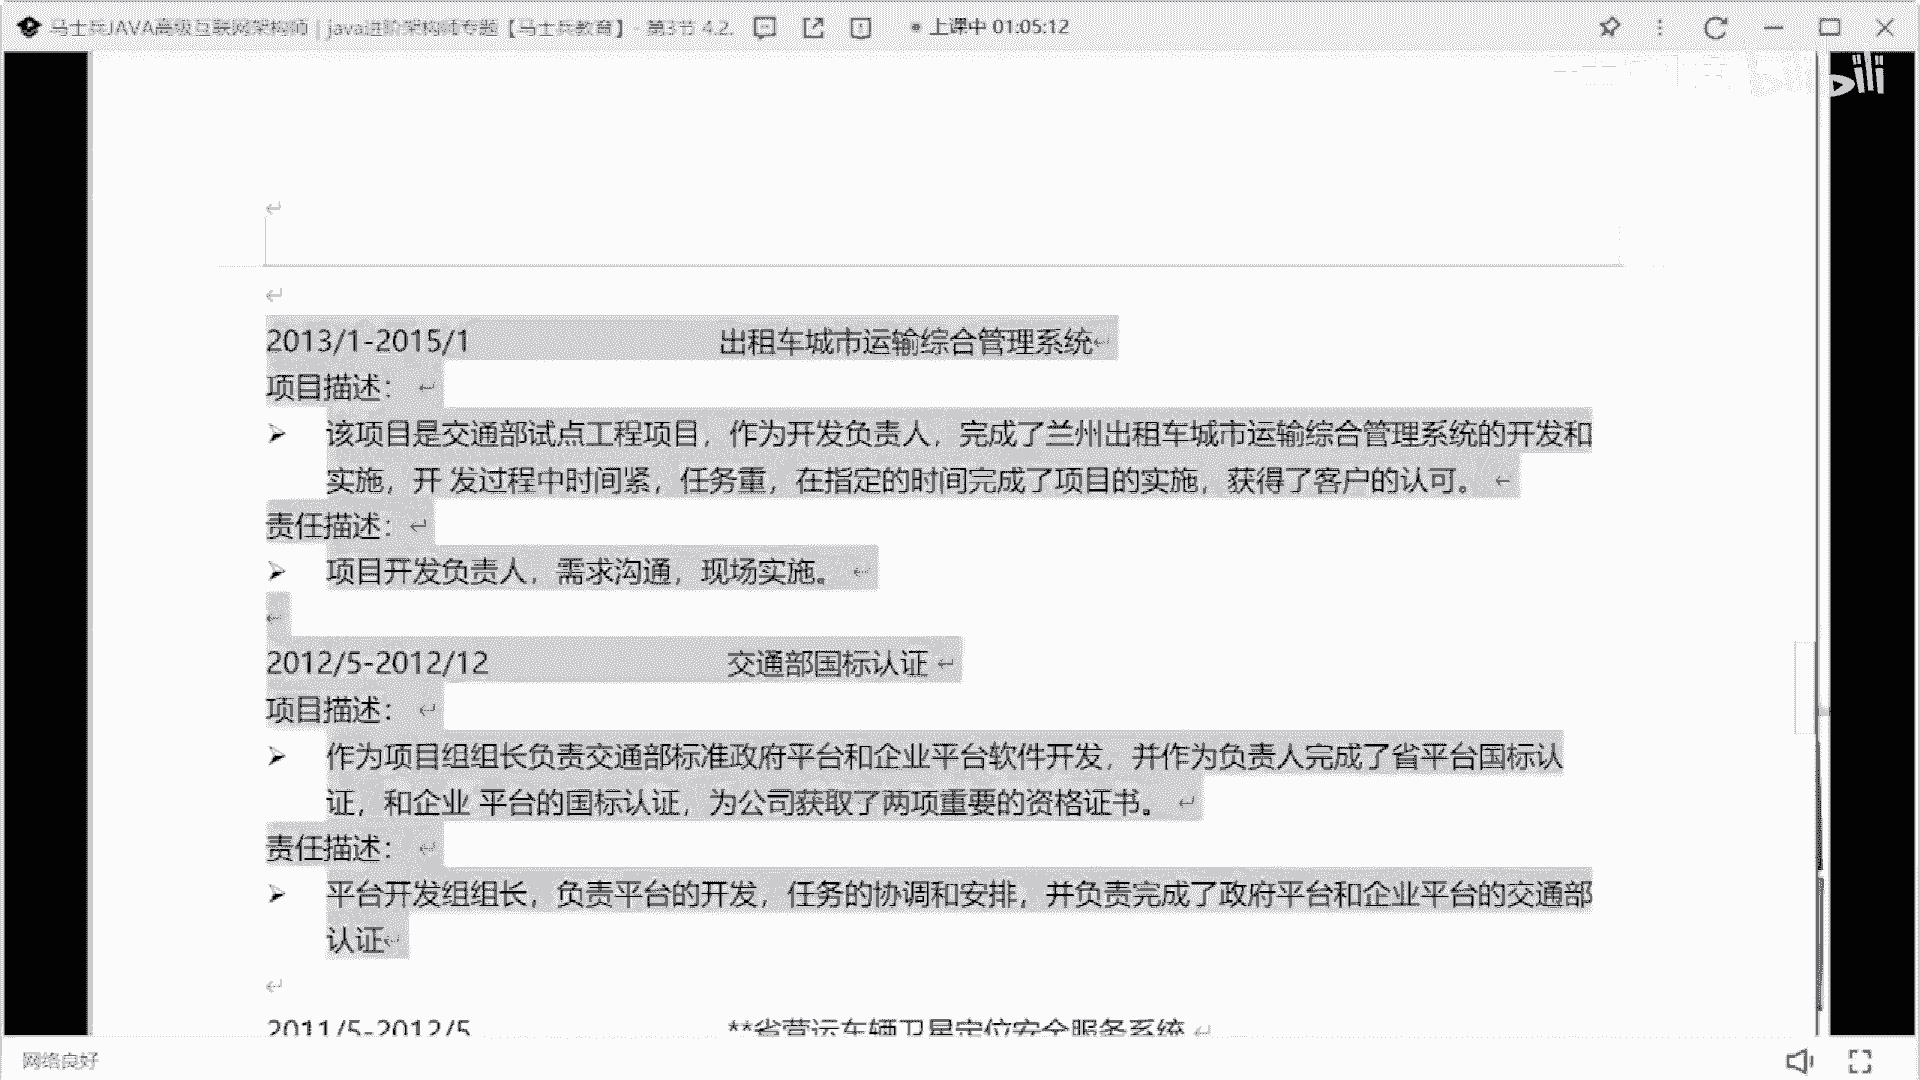 马士兵JAVA高级互联网架构师 | java进阶架构师专题【马士兵教育】- 第3节 4.2. 上课中 01:05:12
2013/1-2015/1 出租车城市运输综合管理系统
项目描述：
➢ 该项目是交通部试点工程项目，作为开发负责人，完成了兰州出租车城市运输综合管理系统的开发和
实施，开 发过程中时间紧，任务重，在指定的时间完成了项目的实施，获得了客户的认可。
责任描述：
➢ 项目开发负责人，需求沟通，现场实施。
2012/5-2012/12 交通部国标认证
项目描述：
➢ 作为项目组组长负责交通部标准政府平台和企业平台软件开发，并作为负责人完成了省平台国标认
证，和企业 平台的国标认证，为公司获取了两项重要的资格证书。
责任描述：
➢ 平台开发组组长，负责平台的开发，任务的协调和安排，并负责完成了政府平台和企业平台的交通部
认证
2011/5-2012/5 **省营运车辆卫星定位安全服务系统
网络良好